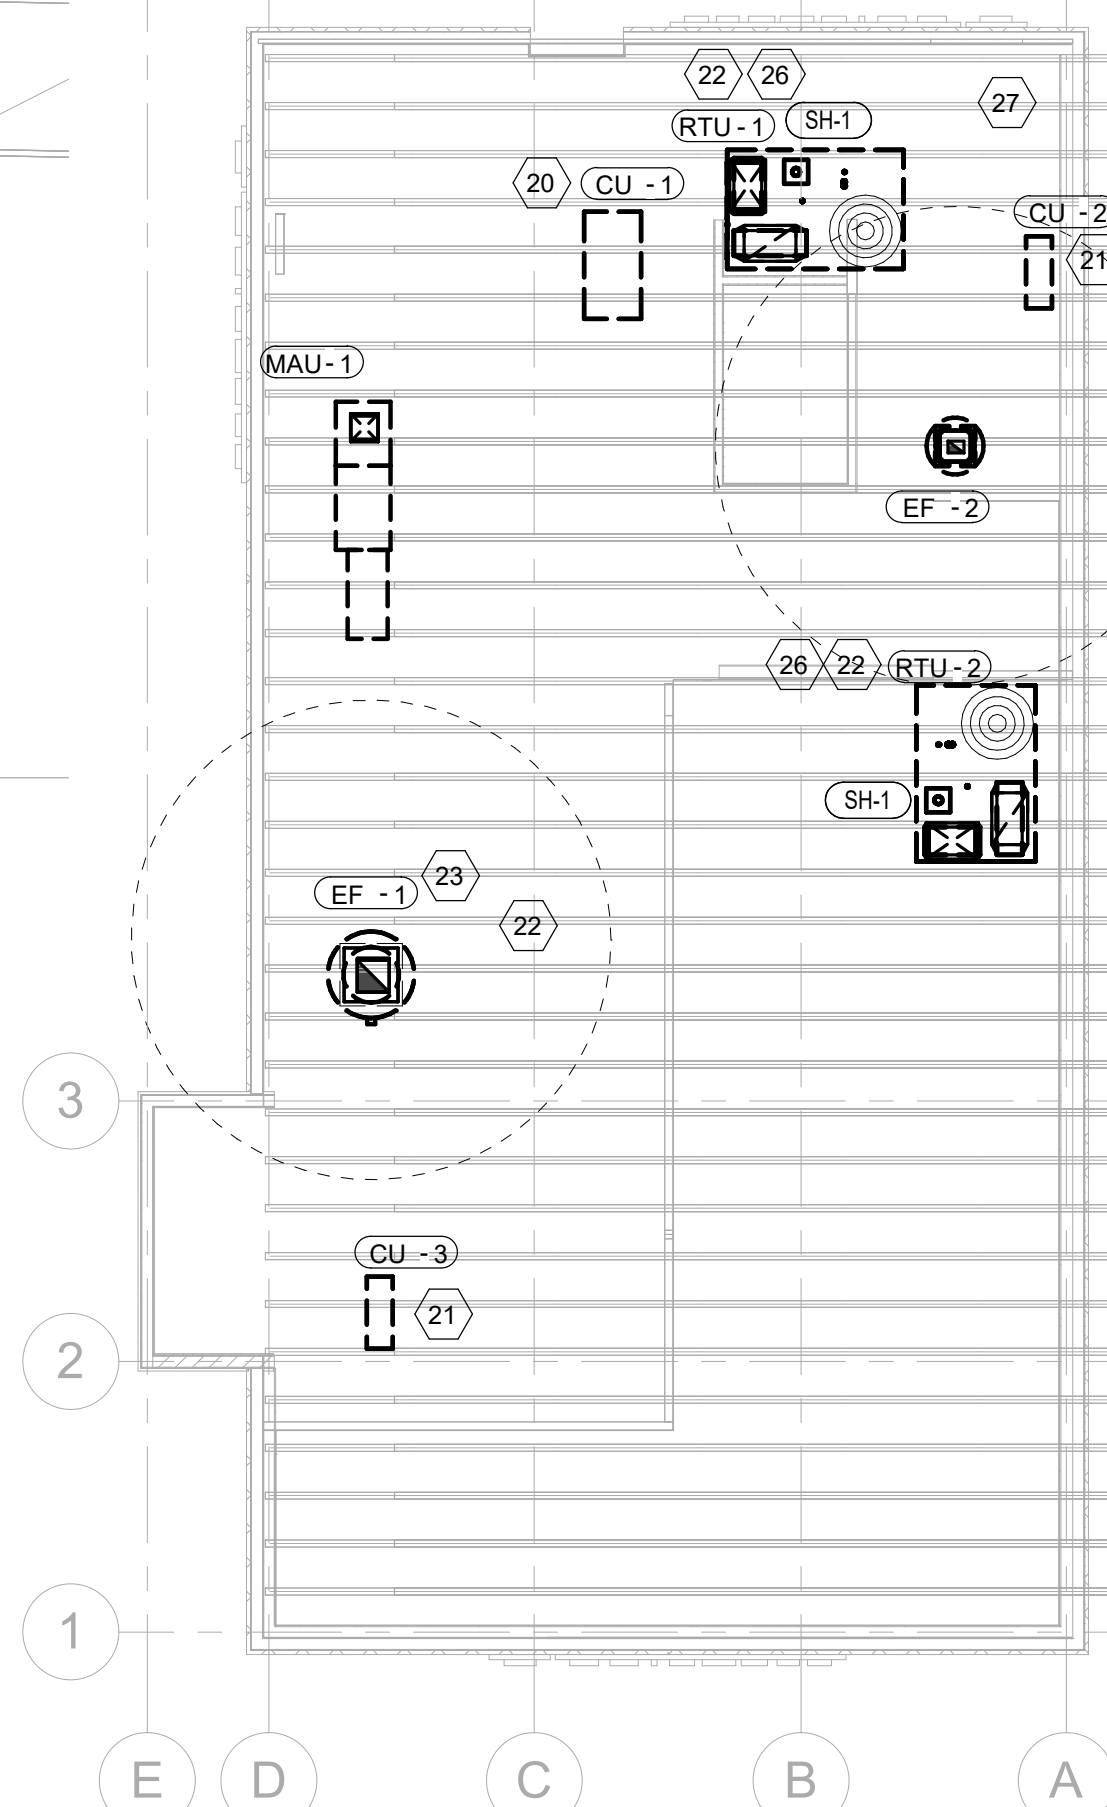 22 26
27
RTU - 1 SH-1
20 CU - 1
CU - 2
21
MAU - 1
EF - 2
26 22 RTU - 2
SH-1
EF - 1 23
22
3
CU - 3
21
2
1
E D C B A